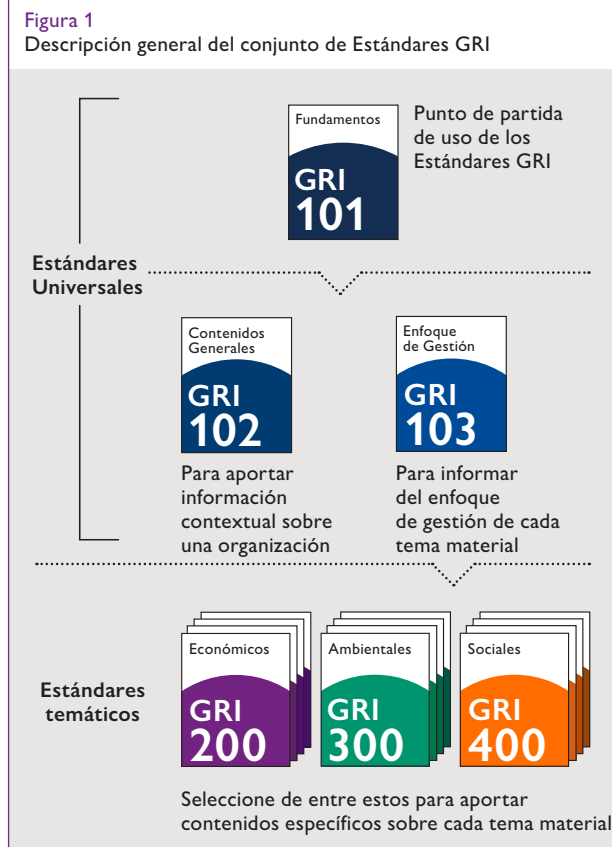 Figura 1
Descripción general del conjunto de Estándares GRI
Fundamentos
GRI
101
Punto de partida
de uso de los
Estándares GRI
Estándares
Universales
Contenidos
Generales
GRI
102
Para aportar
información
contextual sobre
una organización
Enfoque
de Gestión
GRI
103
Para informar
del enfoque
de gestión de cada
tema material
Estándares
temáticos
Económicos
GRI
200
Ambientales
GRI
300
Sociales
GRI
400
Seleccione de entre estos para aportar
contenidos específicos sobre cada tema material